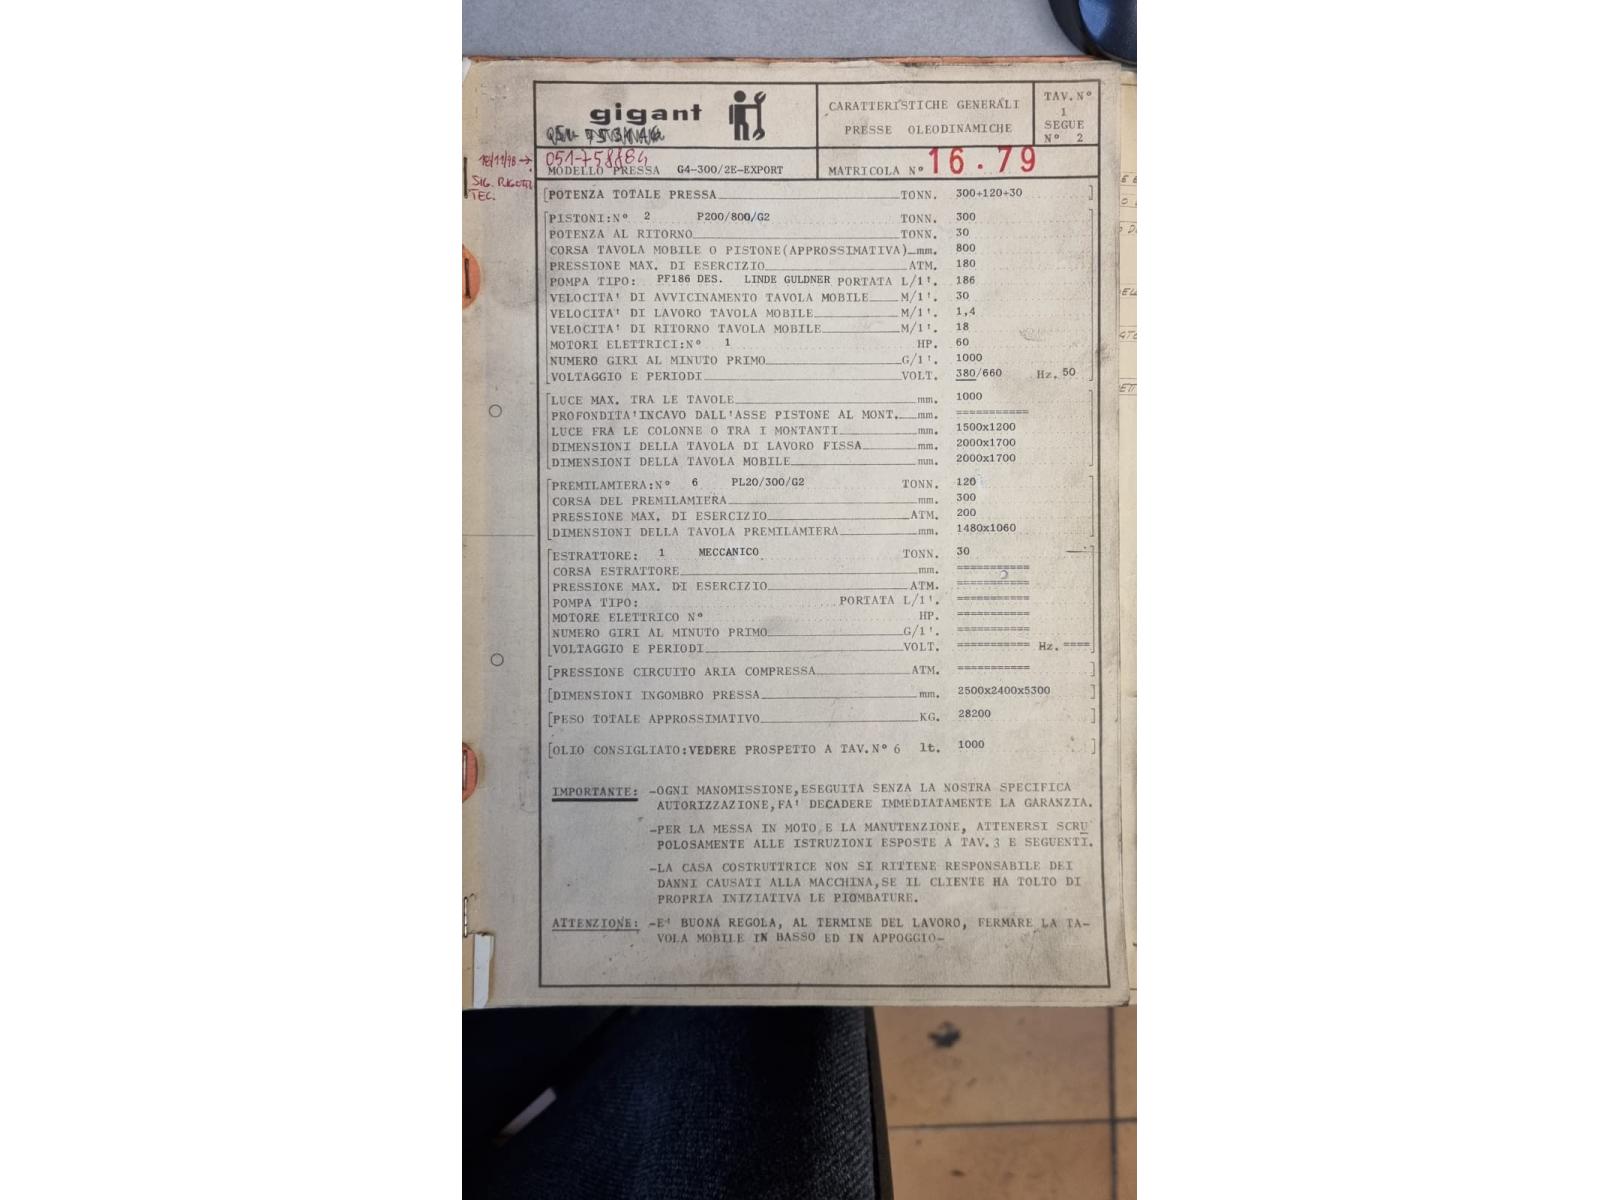 gigant
CARATTERISTICHE GENERALI
PRESSE OLEODINAMICHE
TAV.N°
1
SEGUE
N° 2
18/11/98 →
051-758864
SIG.
TEC.
MODELLO PRESSA G4-300/2E-EXPORT
MATRICOLA N° 16.79
POTENZA TOTALE PRESSA TONN. 300+120+30
PISTONI:N° 2 P200/800/G2 TONN. 300
POTENZA AL RITORNO TONN. 30
CORSA TAVOLA MOBILE O PISTONE(APPROSSIMATIVA) mm. 800
PRESSIONE MAX. DI ESERCIZIO ATM. 180
POMPA TIPO: PF186 DES. LINDE GULDNER PORTATA L/1'. 186
VELOCITA' DI AVVICINAMENTO TAVOLA MOBILE M/1'. 30
VELOCITA' DI LAVORO TAVOLA MOBILE M/1'. 1,4
VELOCITA' DI RITORNO TAVOLA MOBILE M/1'. 18
MOTORI ELETTRICI:N° 1 HP. 60
NUMERO GIRI AL MINUTO PRIMO G/1'. 1000
VOLTAGGIO E PERIODI VOLT. 380/660 Hz. 50
LUCE MAX. TRA LE TAVOLE mm. 1000
PROFONDITA'INCAVO DALL'ASSE PISTONE AL MONT. mm. ===========
LUCE FRA LE COLONNE O TRA I MONTANTI mm. 1500x1200
DIMENSIONI DELLA TAVOLA DI LAVORO FISSA mm. 2000x1700
DIMENSIONI DELLA TAVOLA MOBILE mm. 2000x1700
PREMILAMIERA:N° 6 PL20/300/G2 TONN. 120
CORSA DEL PREMILAMIERA mm. 300
PRESSIONE MAX. DI ESERCIZIO ATM. 200
DIMENSIONI DELLA TAVOLA PREMILAMIERA mm. 1480x1060
ESTRATTORE: 1 MECCANICO TONN. 30
CORSA ESTRATTORE mm. ===========
PRESSIONE MAX. DI ESERCIZIO ATM. ===========
POMPA TIPO: PORTATA L/1'. ===========
MOTORE ELETTRICO N° HP. ===========
NUMERO GIRI AL MINUTO PRIMO G/1'. ===========
VOLTAGGIO E PERIODI VOLT. =========== Hz. ====
PRESSIONE CIRCUITO ARIA COMPRESSA ATM. ===========
DIMENSIONI INGOMBRO PRESSA mm. 2500x2400x5300
PESO TOTALE APPROSSIMATIVO KG. 28200
OLIO CONSIGLIATO:VEDERE PROSPETTO A TAV.N° 6 lt. 1000
IMPORTANTE: -OGNI MANOMISSIONE,ESEGUITA SENZA LA NOSTRA SPECIFICA
AUTORIZZAZIONE,FA' DECADERE IMMEDIATAMENTE LA GARANZIA.
-PER LA MESSA IN MOTO E LA MANUTENZIONE, ATTENERSI SCRU
POLOSAMENTE ALLE ISTRUZIONI ESPOSTE A TAV.3 E SEGUENTI.
-LA CASA COSTRUTTRICE NON SI RITIENE RESPONSABILE DEI
DANNI CAUSATI ALLA MACCHINA,SE IL CLIENTE HA TOLTO DI
PROPRIA INIZIATIVA LE PIOMBATURE.
ATTENZIONE: -E' BUONA REGOLA, AL TERMINE DEL LAVORO, FERMARE LA TA-
VOLA MOBILE IN BASSO ED IN APPOGGIO-